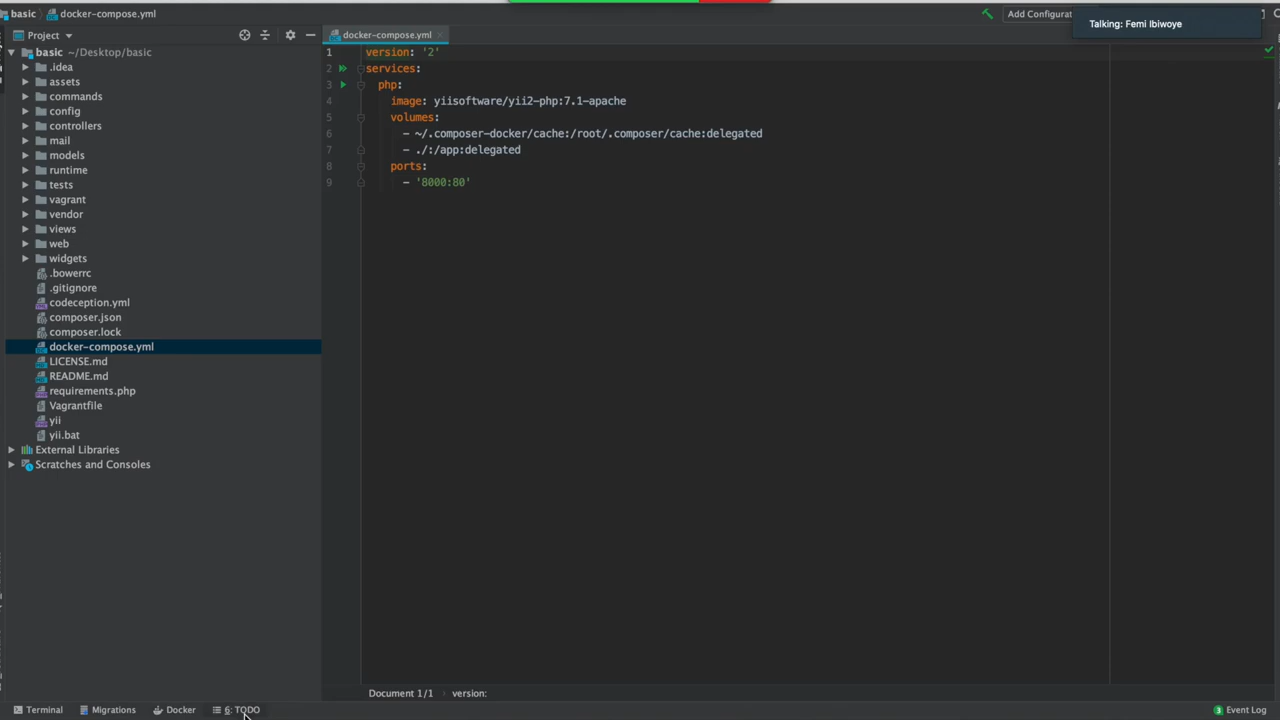 basic
docker-compose.yml
Add Configurat
Talking: Femi Ibiwoye
Project
docker-compose.yml
basic ~/Desktop/basic
.idea
assets
commands
config
controllers
mail
models
runtime
tests
vagrant
vendor
views
web
widgets
.bowerrc
.gitignore
codeception.yml
composer.json
composer.lock
docker-compose.yml
LICENSE.md
README.md
requirements.php
Vagrantfile
yii
yii.bat
External Libraries
Scratches and Consoles
1 version: '2'
2 services:
3 php:
4 image: yiisoftware/yii2-php:7.1-apache
5 volumes:
6 - ~/.composer-docker/cache:/root/.composer/cache:delegated
7 - ./:/app:delegated
8 ports:
9 - '8000:80'
Document 1/1 › version:
Terminal Migrations Docker 6: TODO
3 Event Log